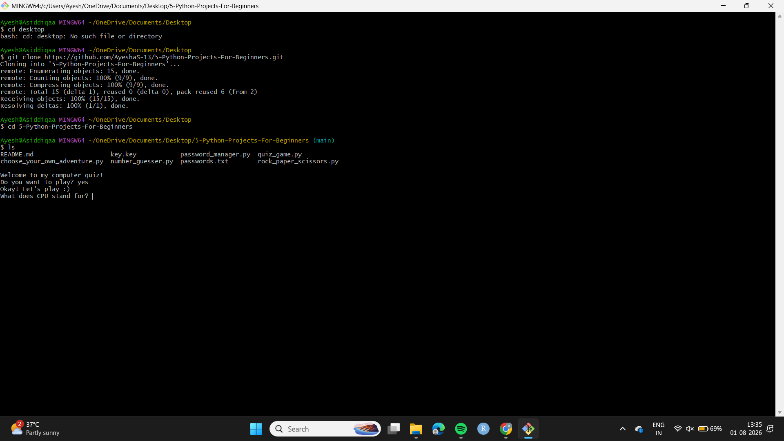 MINGW64:/c/Users/Ayesh/OneDrive/Documents/Desktop/5-Python-Projects-For-Beginners
Ayesh@Asiddiqaa MINGW64 ~/OneDrive/Documents/Desktop
$ cd desktop
bash: cd: desktop: No such file or directory
Ayesh@Asiddiqaa MINGW64 ~/OneDrive/Documents/Desktop
$ git clone https://github.com/AyeshaS-13/5-Python-Projects-For-Beginners.git
Cloning into '5-Python-Projects-For-Beginners'...
remote: Enumerating objects: 15, done.
remote: Counting objects: 100% (9/9), done.
remote: Compressing objects: 100% (9/9), done.
remote: Total 15 (delta 1), reused 0 (delta 0), pack-reused 6 (from 2)
Receiving objects: 100% (15/15), done.
Resolving deltas: 100% (1/1), done.
Ayesh@Asiddiqaa MINGW64 ~/OneDrive/Documents/Desktop
$ cd 5-Python-Projects-For-Beginners
Ayesh@Asiddiqaa MINGW64 ~/OneDrive/Documents/Desktop/5-Python-Projects-For-Beginners (main)
$ ls
README.md key.key password_manager.py quiz_game.py
choose_your_own_adventure.py number_guesser.py passwords.txt rock_paper_scissors.py
Welcome to my computer quiz!
Do you want to play? yes
Okay! Let's play :)
What does CPU stand for?
2
37°C
Partly sunny
Search
R
ENG
IN
69%
13:35
01-08-2026